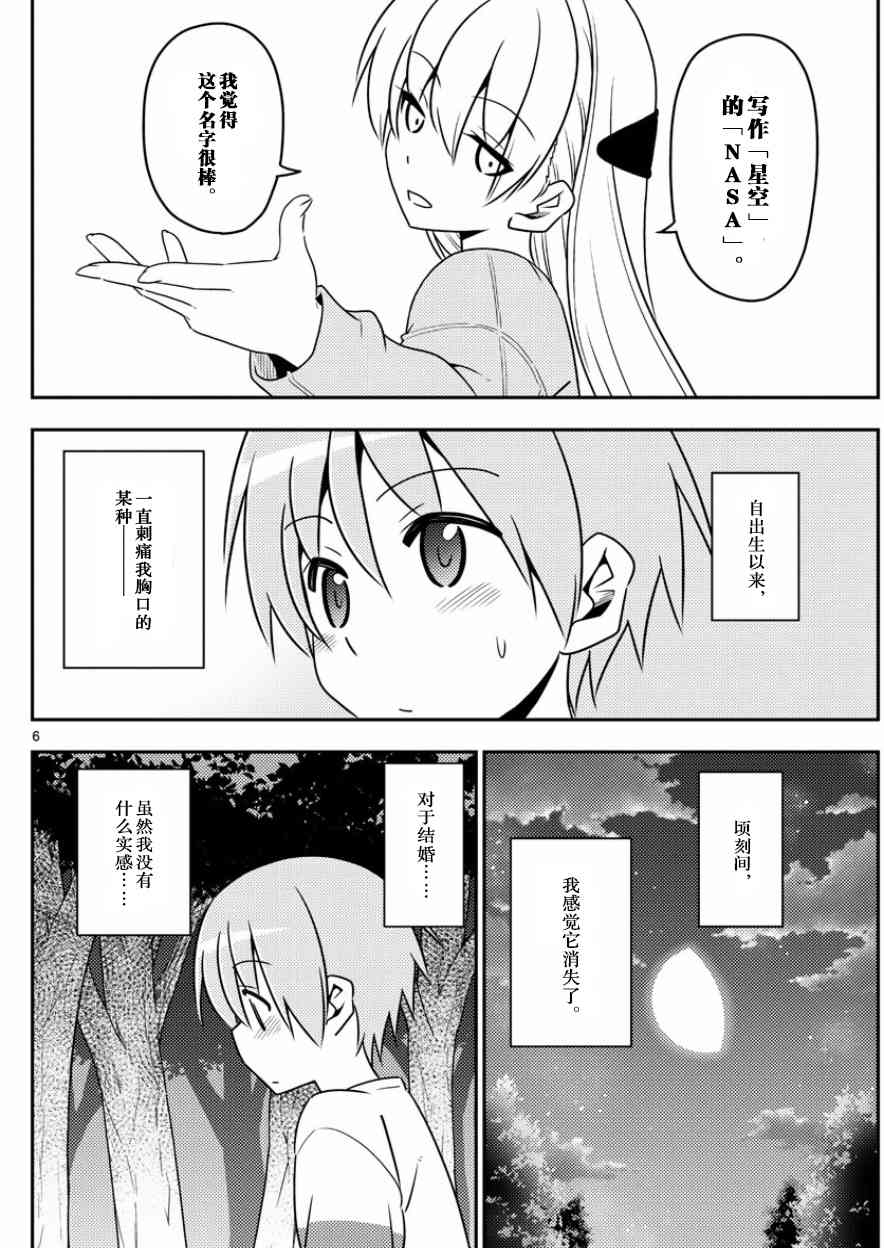 写作「星空」
的「NASA」。
我觉得
这个名字很棒。
自出生以来,
一直刺痛我胸口的
某种——
6
顷刻间,
我感觉它消失了。
对于结婚……
虽然我没有
什么实感……